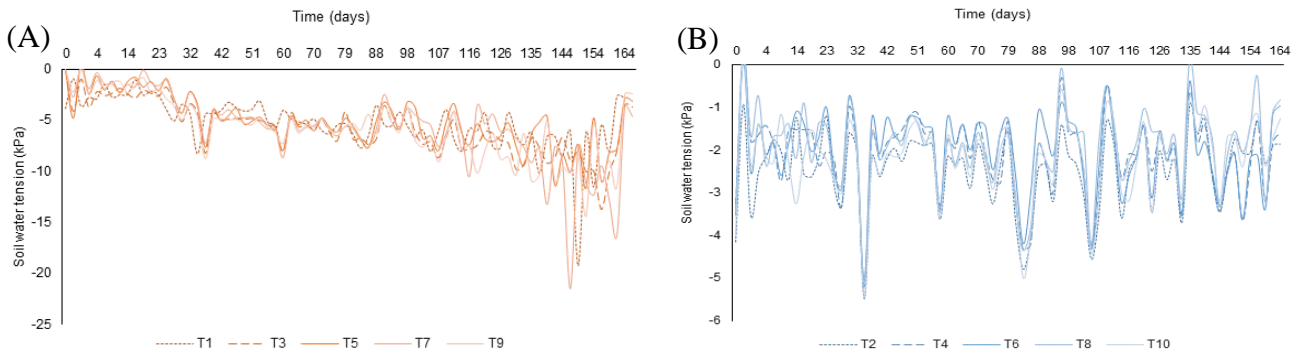 (A)
Time (days)
0 4 14 24 32 42 51 60 70 79 88 98 107 116 126 135 144 154 164
0
-5
-10
-15
-20
-25
Soil water tension (kPa)
T1 T3 T5 T7 T9
(B)
Time (days)
0 4 14 23 32 42 51 60 70 79 88 98 107 116 126 135 144 154 164
0
-1
-2
-3
-4
-5
-6
Soil water tension (kPa)
T2 T4 T6 T8 T10